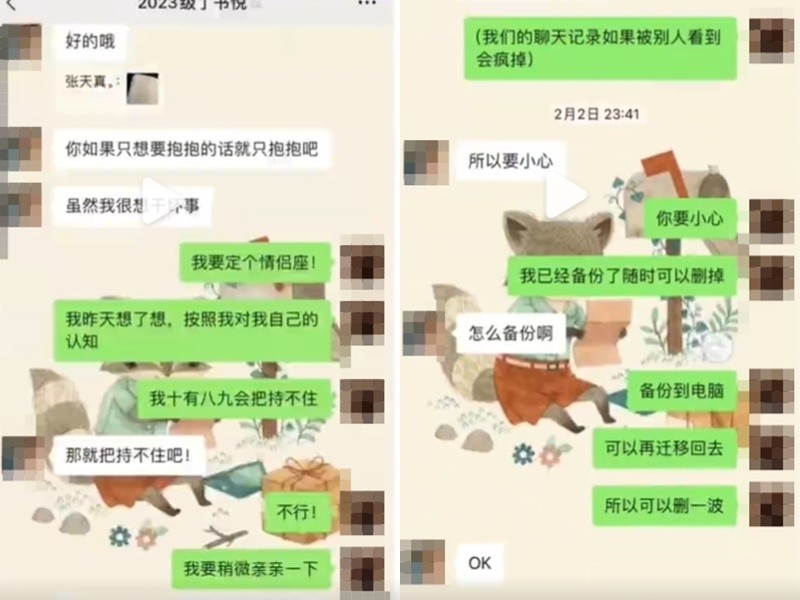 2023级丁书悦
好的哦
张天真。：
你如果只想要抱抱的话就只抱抱吧
虽然我很想干坏事
我要定个情侣座！
我昨天想了想，按照我对我自己的
认知
我十有八九会把持不住
那就把持不住吧！
不行！
我要稍微亲亲一下
（我们的聊天记录如果被别人看到
会疯掉）
2月2日 23:41
所以要小心
你要小心
我已经备份了随时可以删掉
怎么备份啊
备份到电脑
可以再迁移回去
所以可以删一波
OK